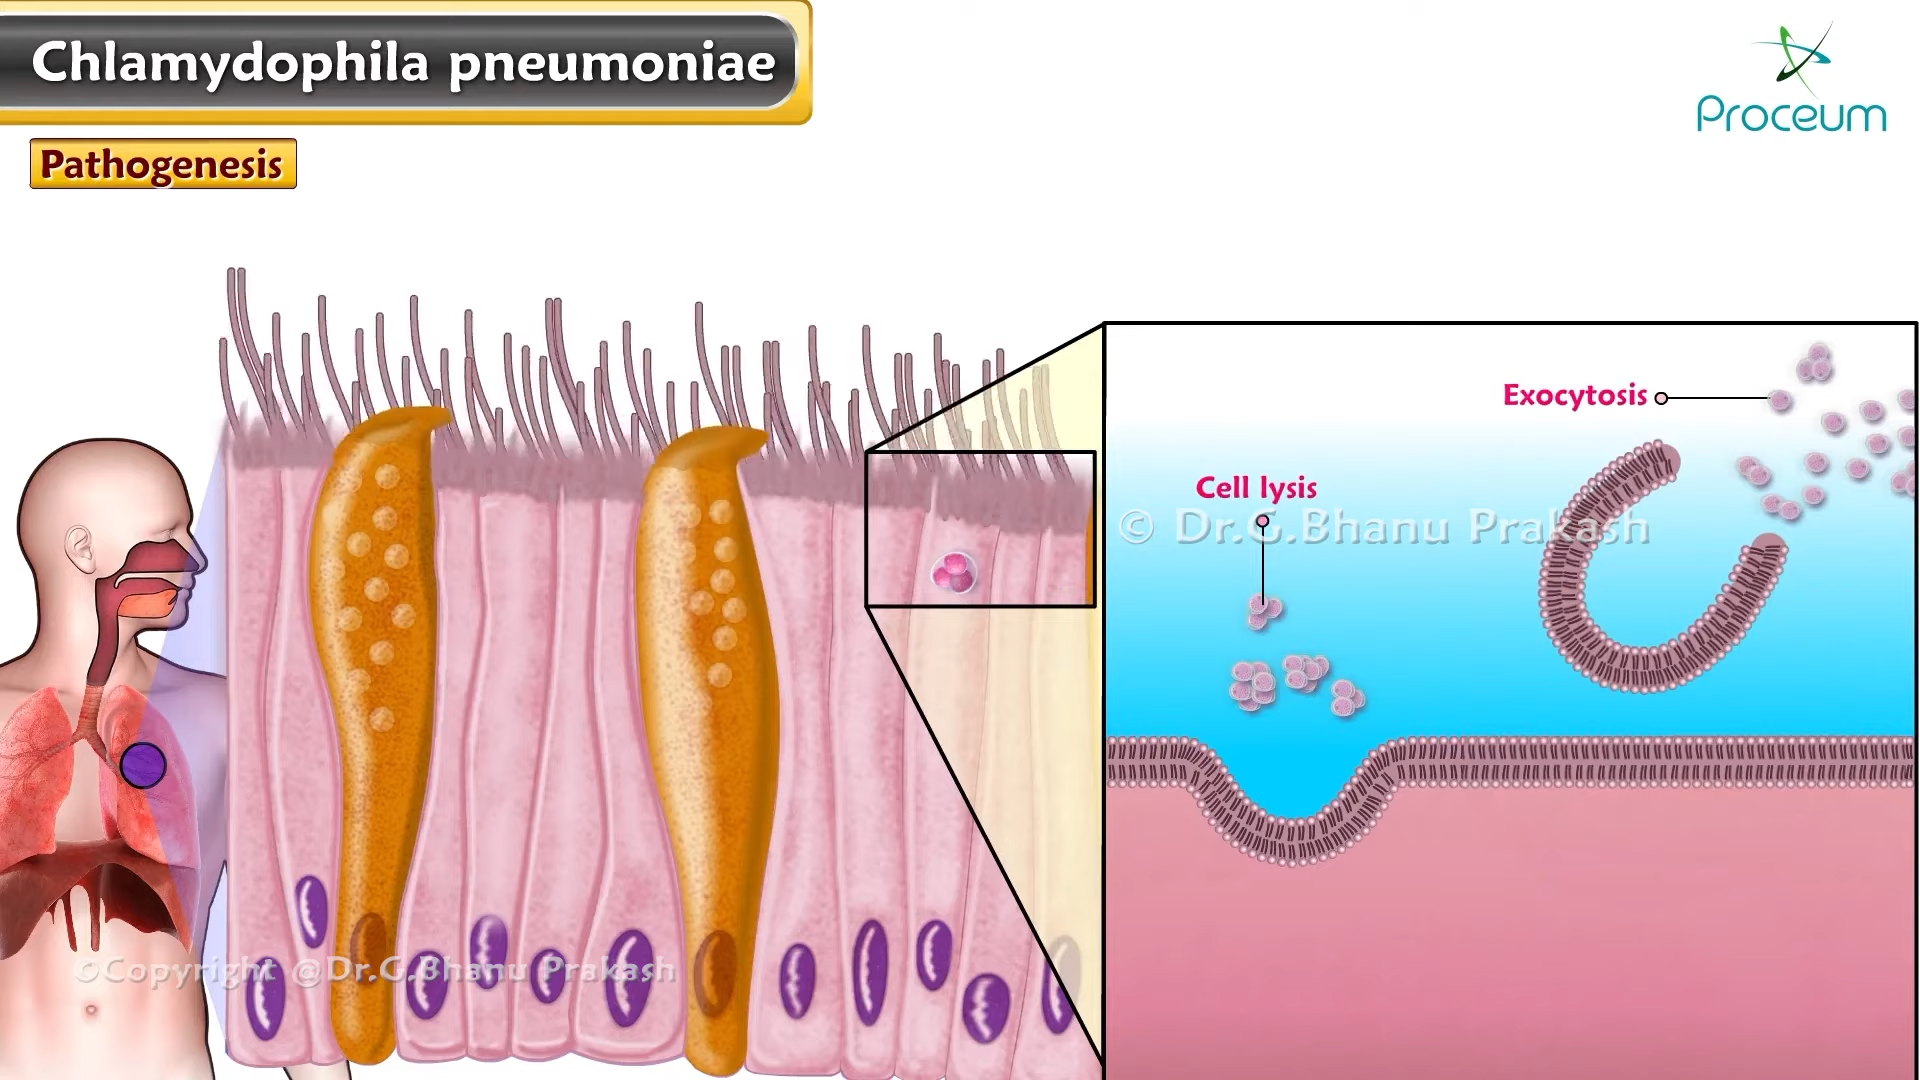 Chlamydophila pneumoniae
Proceum
Pathogenesis
Exocytosis
Cell lysis
© Dr.G.Bhanu Prakash
©Copyright @Dr.G.Bhanu Prakash